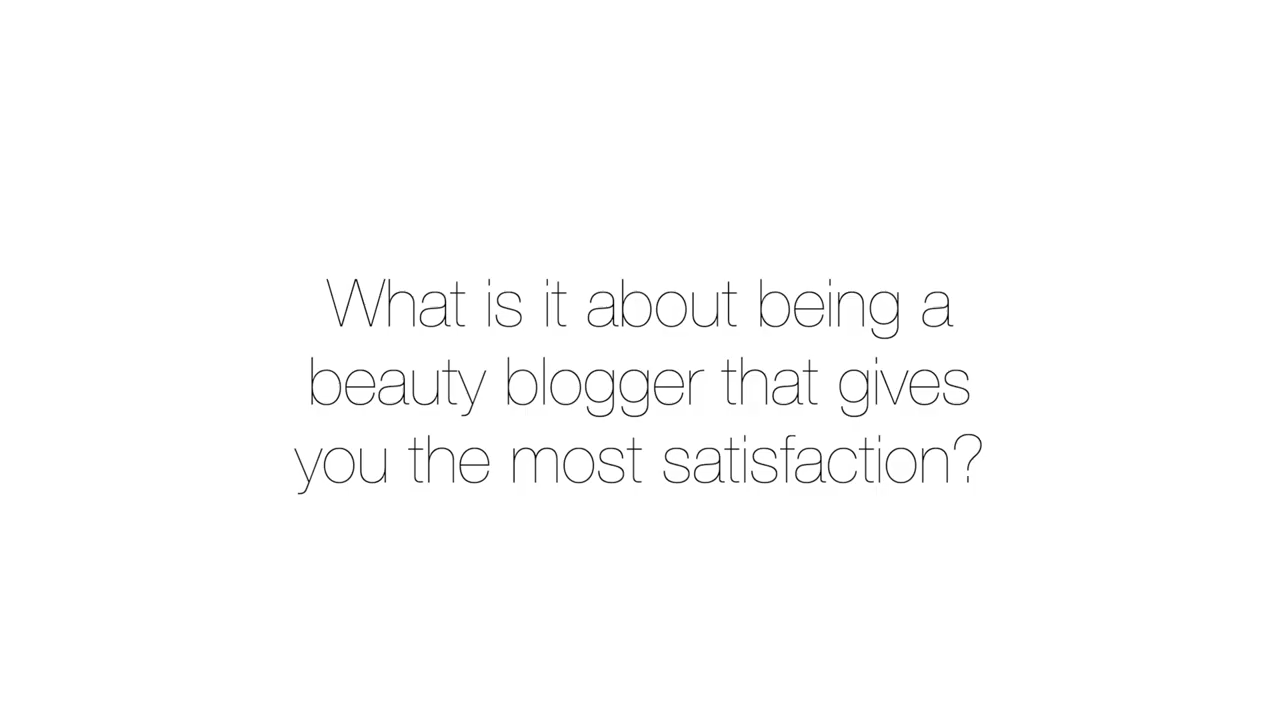 What is it about being a
beauty blogger that gives
you the most satisfaction?